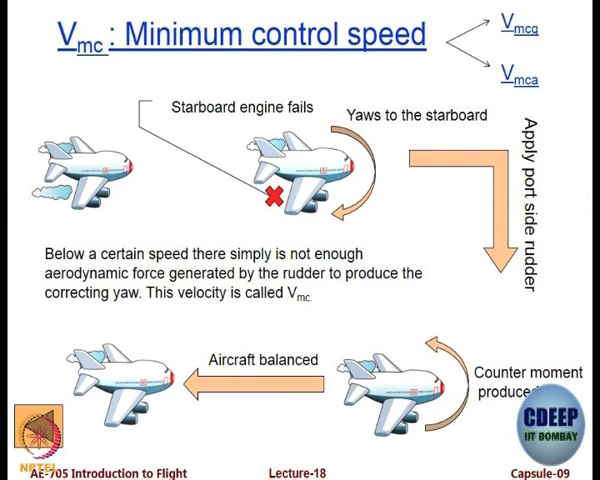 Vmc : Minimum control speed
Vmcg
Vmca
Starboard engine fails
Yaws to the starboard
Apply port side rudder
Below a certain speed there simply is not enough
aerodynamic force generated by the rudder to produce the
correcting yaw. This velocity is called Vmc.
Aircraft balanced
Counter moment
produced
CDEEP
IIT BOMBAY
NPTEL
AE-705 Introduction to Flight
Lecture-18
Capsule-09